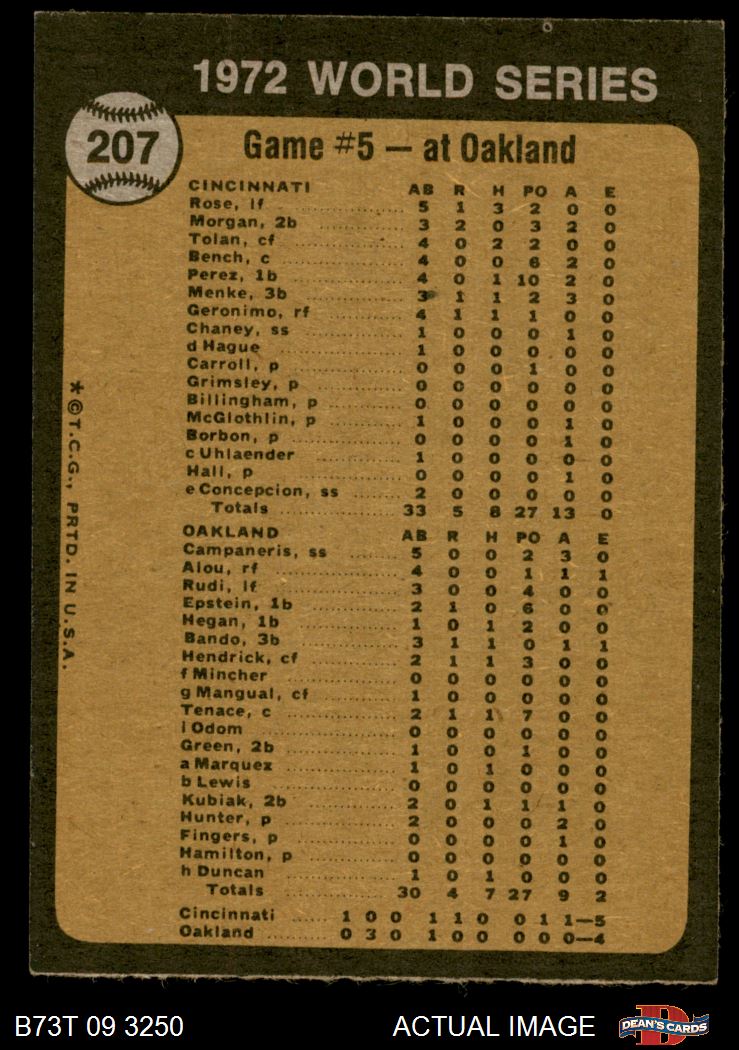 1972 WORLD SERIES
207
Game #5 — at Oakland
CINCINNATI AB R H PO A E
Rose, lf 5 1 3 2 0 0
Morgan, 2b 3 2 0 3 2 0
Tolan, cf 4 0 2 2 0 0
Bench, c 4 0 0 6 2 0
Perez, 1b 4 0 1 10 2 0
Menke, 3b 3 1 1 2 3 0
Geronimo, rf 4 1 1 1 0 0
Chaney, ss 1 0 0 0 1 0
d Hague 1 0 0 0 0 0
Carroll, p 0 0 0 1 0 0
Grimsley, p 0 0 0 0 0 0
Billingham, p 0 0 0 0 0 0
McGlothlin, p 1 0 0 0 1 0
Borbon, p 0 0 0 0 1 0
c Uhlaender 1 0 0 0 0 0
Hall, p 0 0 0 0 1 0
e Concepcion, ss 2 0 0 0 0 0
Totals 33 5 8 27 13 0
OAKLAND AB R H PO A E
Campaneris, ss 5 0 0 2 3 0
Alou, rf 4 0 0 1 1 1
Rudi, lf 3 0 0 4 0 0
Epstein, 1b 2 1 0 6 0 0
Hegan, 1b 1 0 1 2 0 0
Bando, 3b 3 1 1 0 1 1
Hendrick, cf 2 1 1 3 0 0
f Mincher 0 0 0 0 0 0
g Mangual, cf 1 0 0 0 0 0
Tenace, c 2 1 1 7 0 0
i Odom 0 0 0 0 0 0
Green, 2b 1 0 0 1 0 0
a Marquez 1 0 1 0 0 0
b Lewis 0 0 0 0 0 0
Kubiak, 2b 2 0 1 1 1 0
Hunter, p 2 0 0 0 2 0
Fingers, p 0 0 0 0 1 0
Hamilton, p 0 0 0 0 0 0
h Duncan 1 0 1 0 0 0
Totals 30 4 7 27 9 2
Cincinnati 1 0 0 1 1 0 0 1 1—5
Oakland 0 3 0 1 0 0 0 0 0—4
*©T.C.G., PRTD. IN U.S.A.
B73T 09 3250 ACTUAL IMAGE
D
DEAN'S CARDS